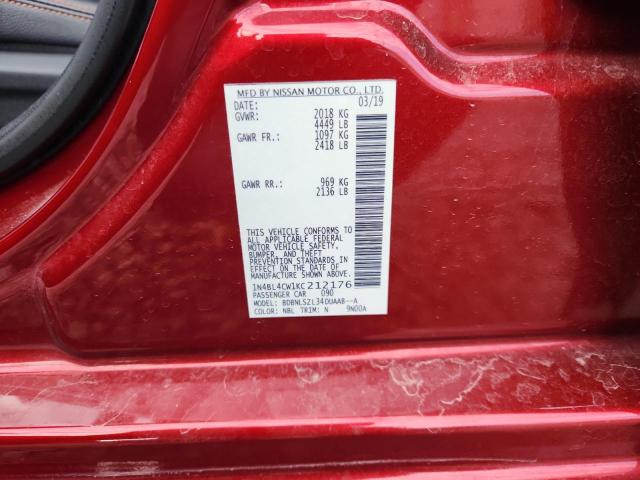 MFD BY NISSAN MOTOR CO., LTD.
DATE: 03/19
GVWR: 2018 KG
4449 LB
GAWR FR.: 1097 KG
2418 LB
GAWR RR.: 969 KG
2136 LB
THIS VEHICLE CONFORMS TO
ALL APPLICABLE FEDERAL
MOTOR VEHICLE SAFETY,
BUMPER, AND THEFT
PREVENTION STANDARDS IN
EFFECT ON THE DATE OF
MANUFACTURE SHOWN ABOVE.
1N4BL4CW1KC212176
PASSENGER CAR 090
MODEL: BDBNLSZL34DUAAB--A
COLOR: NBL TRIM: N 9N00A